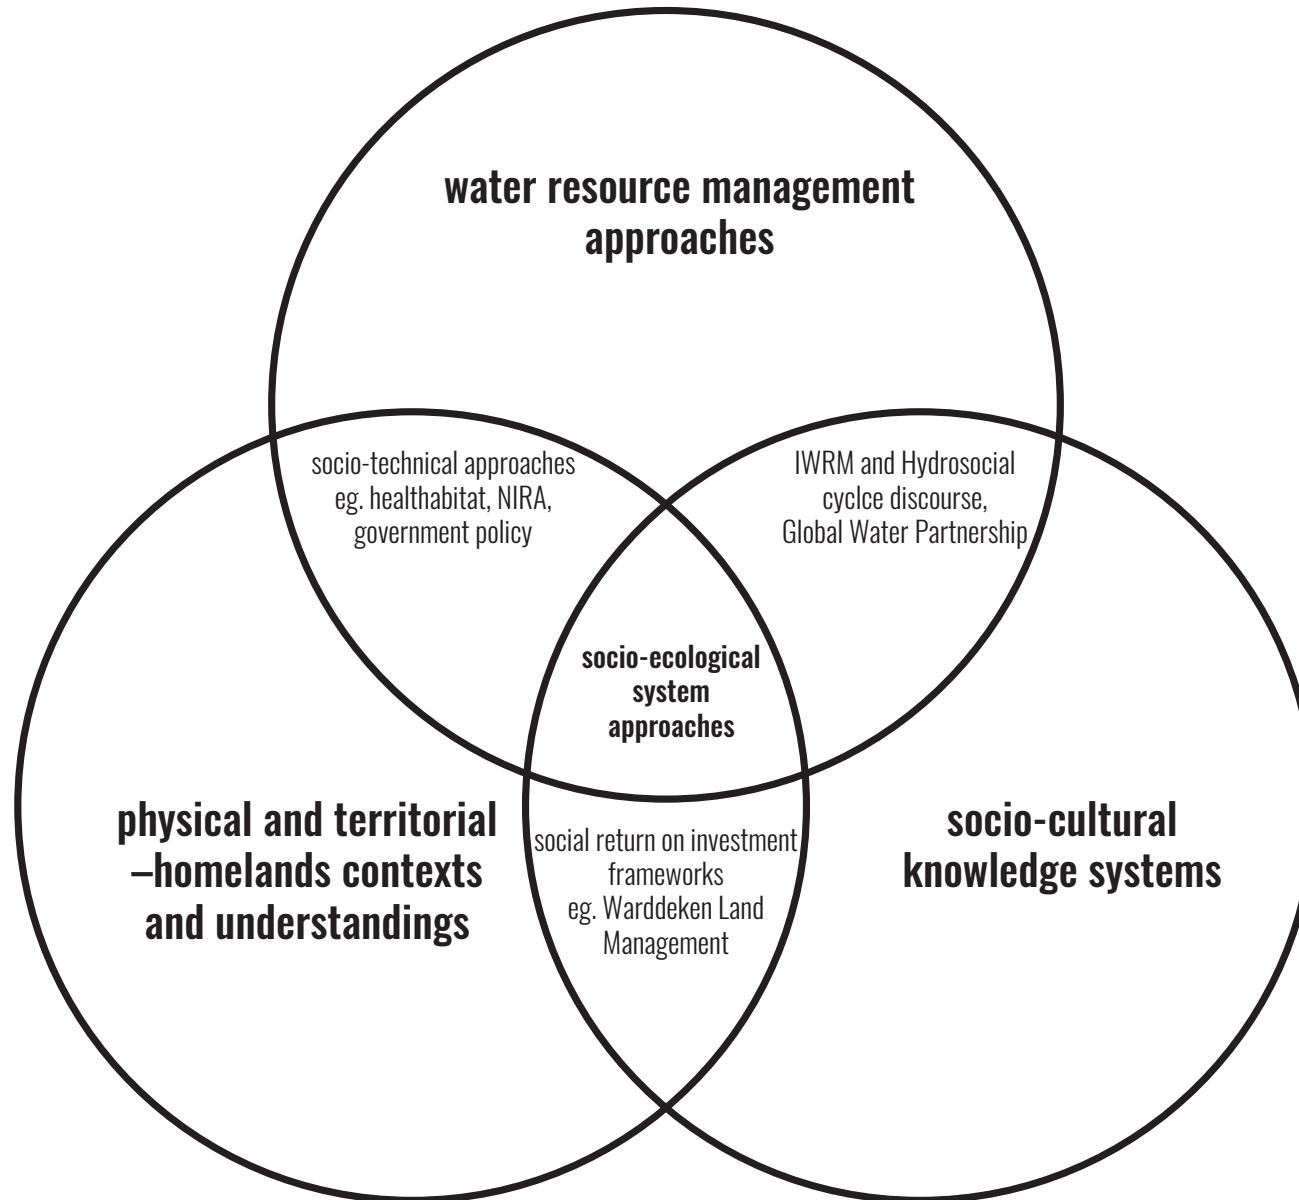 water resource management
approaches
socio-technical approaches
eg. healthabitat, NIRA,
government policy
IWRM and Hydrosocial
cyclce discourse,
Global Water Partnership
socio-ecological
system
approaches
physical and territorial
–homelands contexts
and understandings
social return on investment
frameworks
eg. Warddeken Land
Management
socio-cultural
knowledge systems